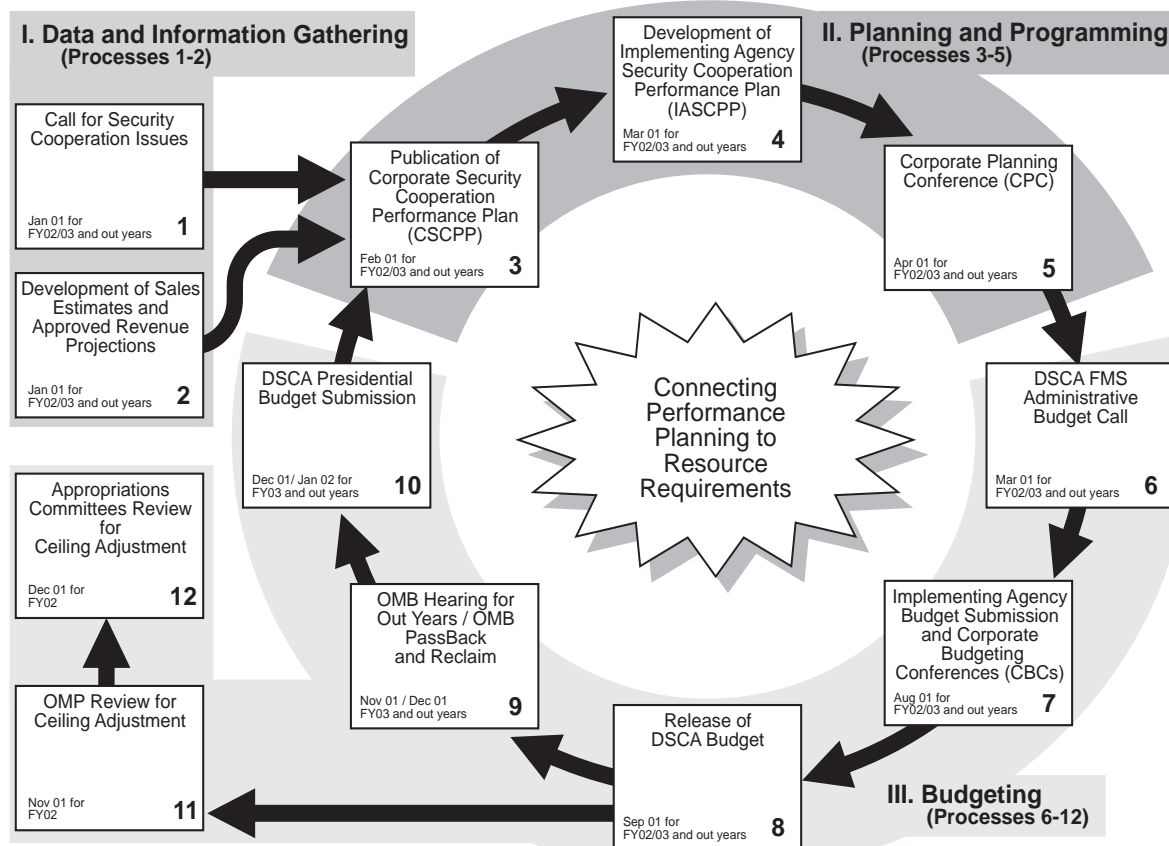 I. Data and Information Gathering
(Processes 1-2)
Call for Security
Cooperation Issues
Jan 01 for
FY02/03 and out years
1
Development of Sales
Estimates and
Approved Revenue
Projections
Jan 01 for
FY02/03 and out years
2
II. Planning and Programming
(Processes 3-5)
Publication of
Corporate Security
Cooperation
Performance Plan
(CSCPP)
Feb 01 for
FY02/03 and out years
3
Development of
Implementing Agency
Security Cooperation
Performance Plan
(IASCPP)
Mar 01 for
FY02/03 and out years
4
Corporate Planning
Conference (CPC)
Apr 01 for
FY02/03 and out years
5
Connecting
Performance
Planning to
Resource
Requirements
DSCA FMS
Administrative
Budget Call
Mar 01 for
FY02/03 and out years
6
Implementing Agency
Budget Submission
and Corporate
Budgeting
Conferences (CBCs)
Aug 01 for
FY02/03 and out years
7
Release of
DSCA Budget
Sep 01 for
FY02/03 and out years
8
OMB Hearing for
Out Years / OMB
PassBack
and Reclaim
Nov 01 / Dec 01
FY03 and out years
9
DSCA Presidential
Budget Submission
Dec 01/ Jan 02 for
FY03 and out years
10
OMP Review for
Ceiling Adjustment
Nov 01 for
FY02
11
Appropriations
Committees Review
for
Ceiling Adjustment
Dec 01 for
FY02
12
III. Budgeting
(Processes 6-12)